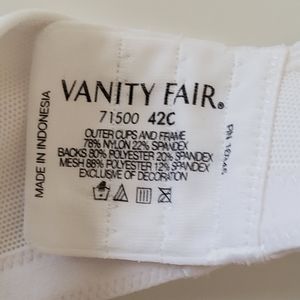 VANITY FAIR®
71500 42C
OUTER CUPS AND FRAME
78% NYLON 22% SPANDEX
BACKS 80% POLYESTER 20% SPANDEX
MESH 88% POLYESTER 12% SPANDEX
EXCLUSIVE OF DECORATION
MADE IN INDONESIA
RN